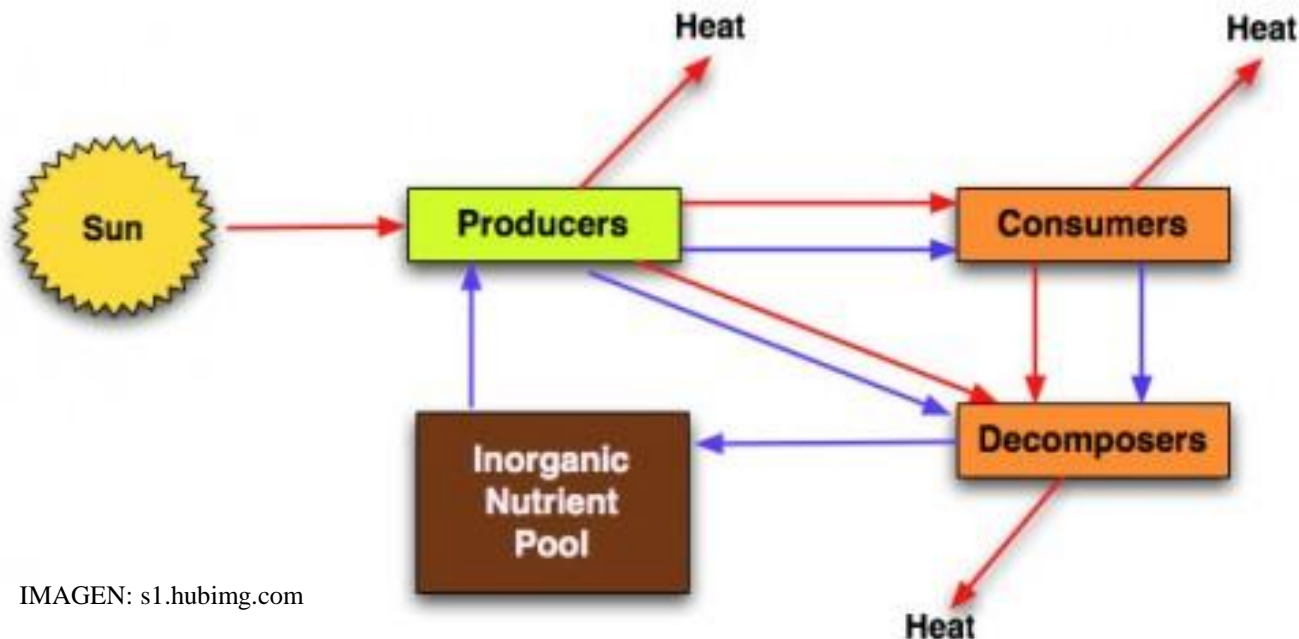 Heat
Heat
Sun
Producers
Consumers
Inorganic
Nutrient
Pool
Decomposers
IMAGEN: s1.hubimg.com
Heat